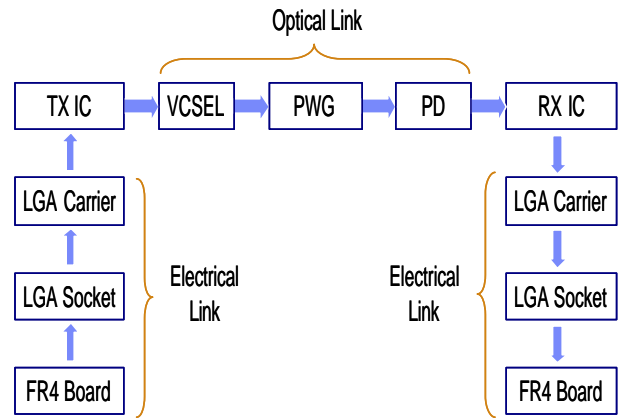 Optical Link
TX IC
VCSEL
PWG
PD
RX IC
LGA Carrier
LGA Socket
FR4 Board
Electrical
Link
Electrical
Link
LGA Carrier
LGA Socket
FR4 Board